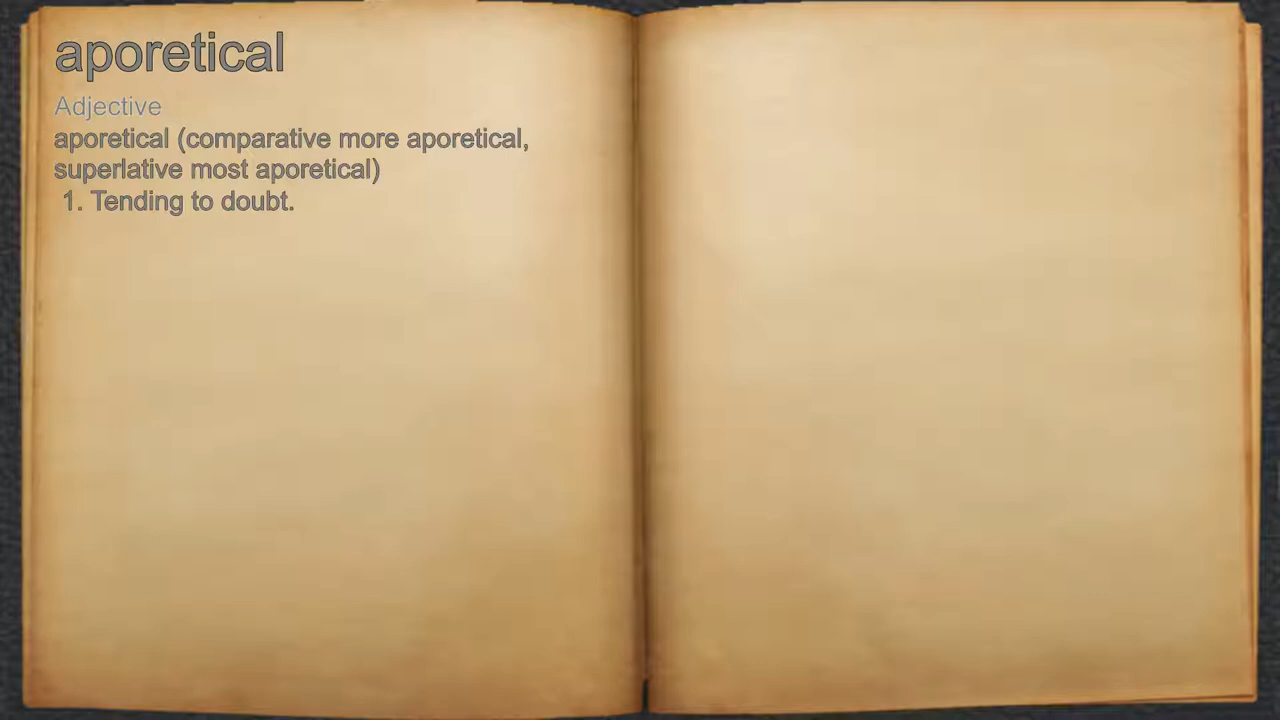 aporetical
Adjective
aporetical (comparative more aporetical,
superlative most aporetical)
1. Tending to doubt.